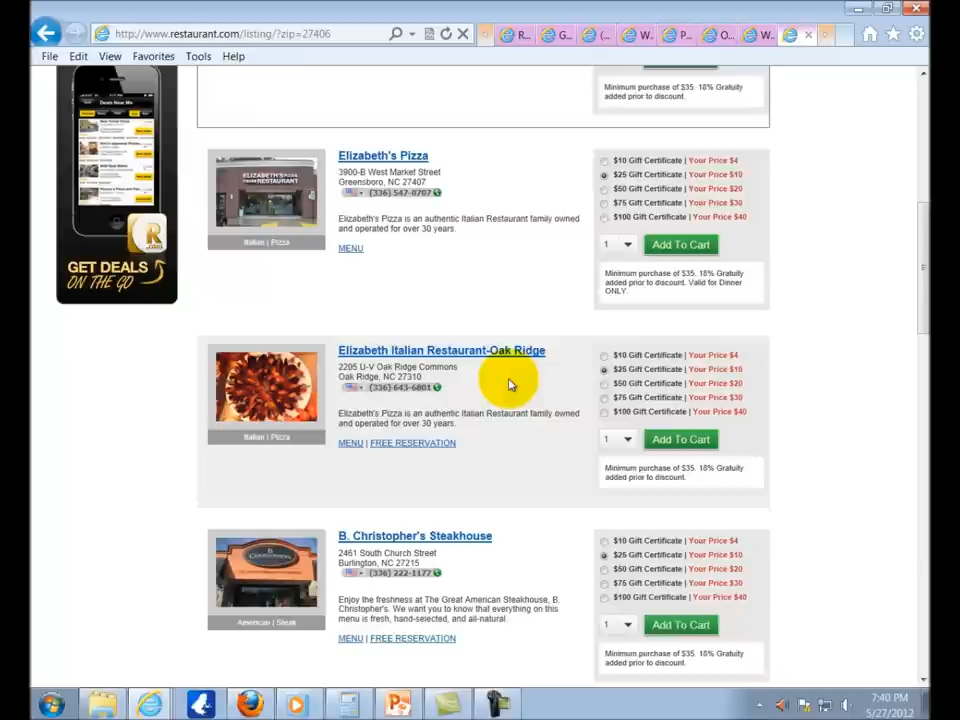 http://www.restaurant.com/listing/?zip=27406
R...
G...
(...
W...
P...
O...
W...
File Edit View Favorites Tools Help
Deals Near Me
R
GET DEALS
ON THE GO
Minimum purchase of $35. 18% Gratuity
added prior to discount.
ELIZABETH'S PIZZA
Italian | Pizza
Elizabeth's Pizza
3900-B West Market Street
Greensboro, NC 27407
(336) 547-0707
Elizabeth's Pizza is an authentic Italian Restaurant family owned
and operated for over 30 years.
MENU
$10 Gift Certificate | Your Price $4
$25 Gift Certificate | Your Price $10
$50 Gift Certificate | Your Price $20
$75 Gift Certificate | Your Price $30
$100 Gift Certificate | Your Price $40
1
Add To Cart
Minimum purchase of $35. 18% Gratuity
added prior to discount. Valid for Dinner
ONLY.
Italian | Pizza
Elizabeth Italian Restaurant-Oak Ridge
2205 U-V Oak Ridge Commons
Oak Ridge, NC 27310
(336) 643-6801
Elizabeth's Pizza is an authentic Italian Restaurant family owned
and operated for over 30 years.
MENU | FREE RESERVATION
$10 Gift Certificate | Your Price $4
$25 Gift Certificate | Your Price $10
$50 Gift Certificate | Your Price $20
$75 Gift Certificate | Your Price $30
$100 Gift Certificate | Your Price $40
1
Add To Cart
Minimum purchase of $35. 18% Gratuity
added prior to discount.
American | Steak
B. Christopher's Steakhouse
2461 South Church Street
Burlington, NC 27215
(336) 222-1177
Enjoy the freshness at The Great American Steakhouse, B.
Christopher's. We want you to know that everything on this
menu is fresh, hand-selected, and all-natural.
MENU | FREE RESERVATION
$10 Gift Certificate | Your Price $4
$25 Gift Certificate | Your Price $10
$50 Gift Certificate | Your Price $20
$75 Gift Certificate | Your Price $30
$100 Gift Certificate | Your Price $40
1
Add To Cart
Minimum purchase of $35. 18% Gratuity
added prior to discount.
7:40 PM
5/27/2012